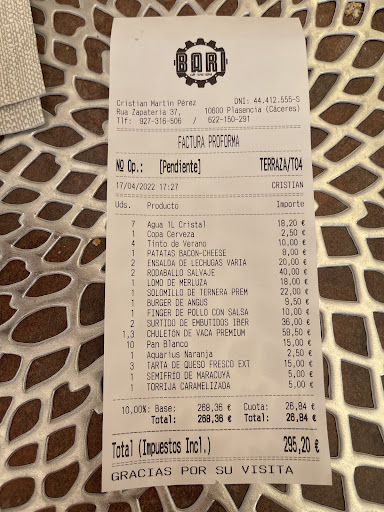 BARI
Cristian Martín Pérez DNI: 44.412.555-S
Rua Zapatería 37, 10600 Plasencia (Cáceres)
Tlf: 927-316-506 / 622-150-291
FACTURA PROFORMA
Nº Op.: [Pendiente] TERRAZA/T04
17/04/2022 17:27 CRISTIAN
Uds. Producto Importe
7 Agua 1L Cristal 18,20 €
1 Copa Cerveza 2,50 €
4 Tinto de Verano 10,00 €
1 PATATAS BACON-CHEESE 8,00 €
2 ENSALDA DE LECHUGAS VARIA 20,00 €
2 RODABALLO SALVAJE 40,00 €
1 LOMO DE MERLUZA 18,00 €
1 SOLOMILLO DE TERNERA PREM 22,00 €
1 BURGER DE ANGUS 9,50 €
1 FINGER DE POLLO CON SALSA 10,00 €
2 SURTIDO DE EMBUTIDOS IBER 36,00 €
1,3 CHULETÓN DE VACA PREMIUM 58,50 €
10 Pan Blanco 15,00 €
1 Aquarius Naranja 2,50 €
3 TARTA DE QUESO FRESCO EXT 15,00 €
1 SEMIFRIO DE MARACUYÁ 5,00 €
1 TORRIJA CARAMELIZADA 5,00 €
10,00%: Base: 268,36 € Cuota: 26,84 €
Total: 268,36 € Total: 26,84 €
Total (Impuestos Incl.) 295,20 €
GRACIAS POR SU VISITA